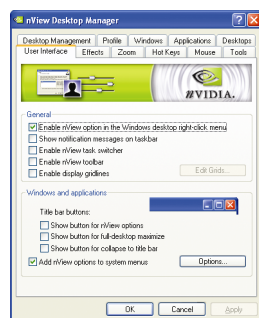 nView Desktop Manager
Desktop Management Profile Windows Applications Desktops
User Interface Effects Zoom Hot Keys Mouse Tools
NVIDIA.
General
Enable nView option in the Windows desktop right-click menu
Show notification messages on taskbar
Enable nView task switcher
Enable nView toolbar
Enable display gridlines
Edit Grids...
Windows and applications
Title bar buttons:
Show button for nView options
Show button for full-desktop maximize
Show button for collapse to title bar
Add nView options to system menus
Options...
OK Cancel Apply